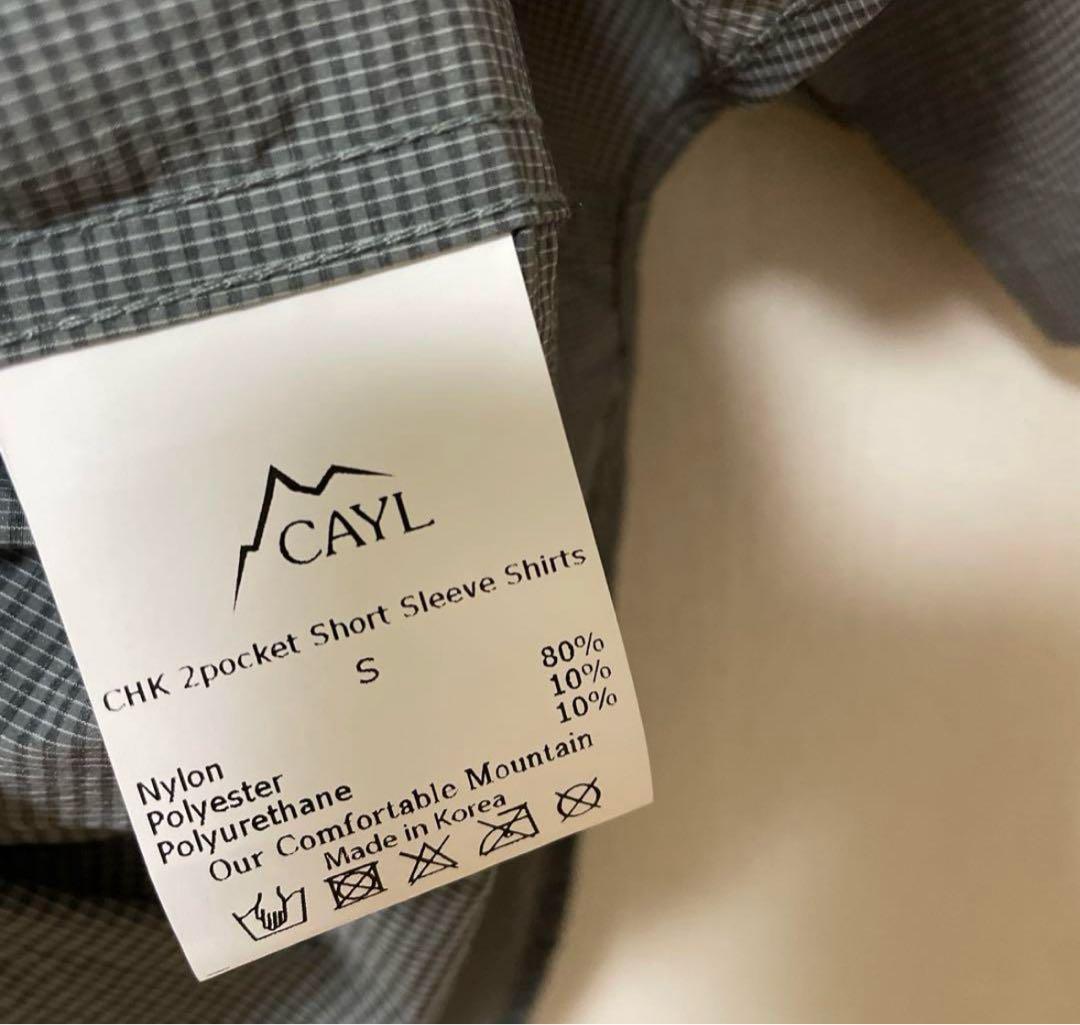 CAYL
CHK 2pocket Short Sleeve Shirts
S
Nylon 80%
Polyester 10%
Polyurethane 10%
Our Comfortable Mountain
Made in Korea